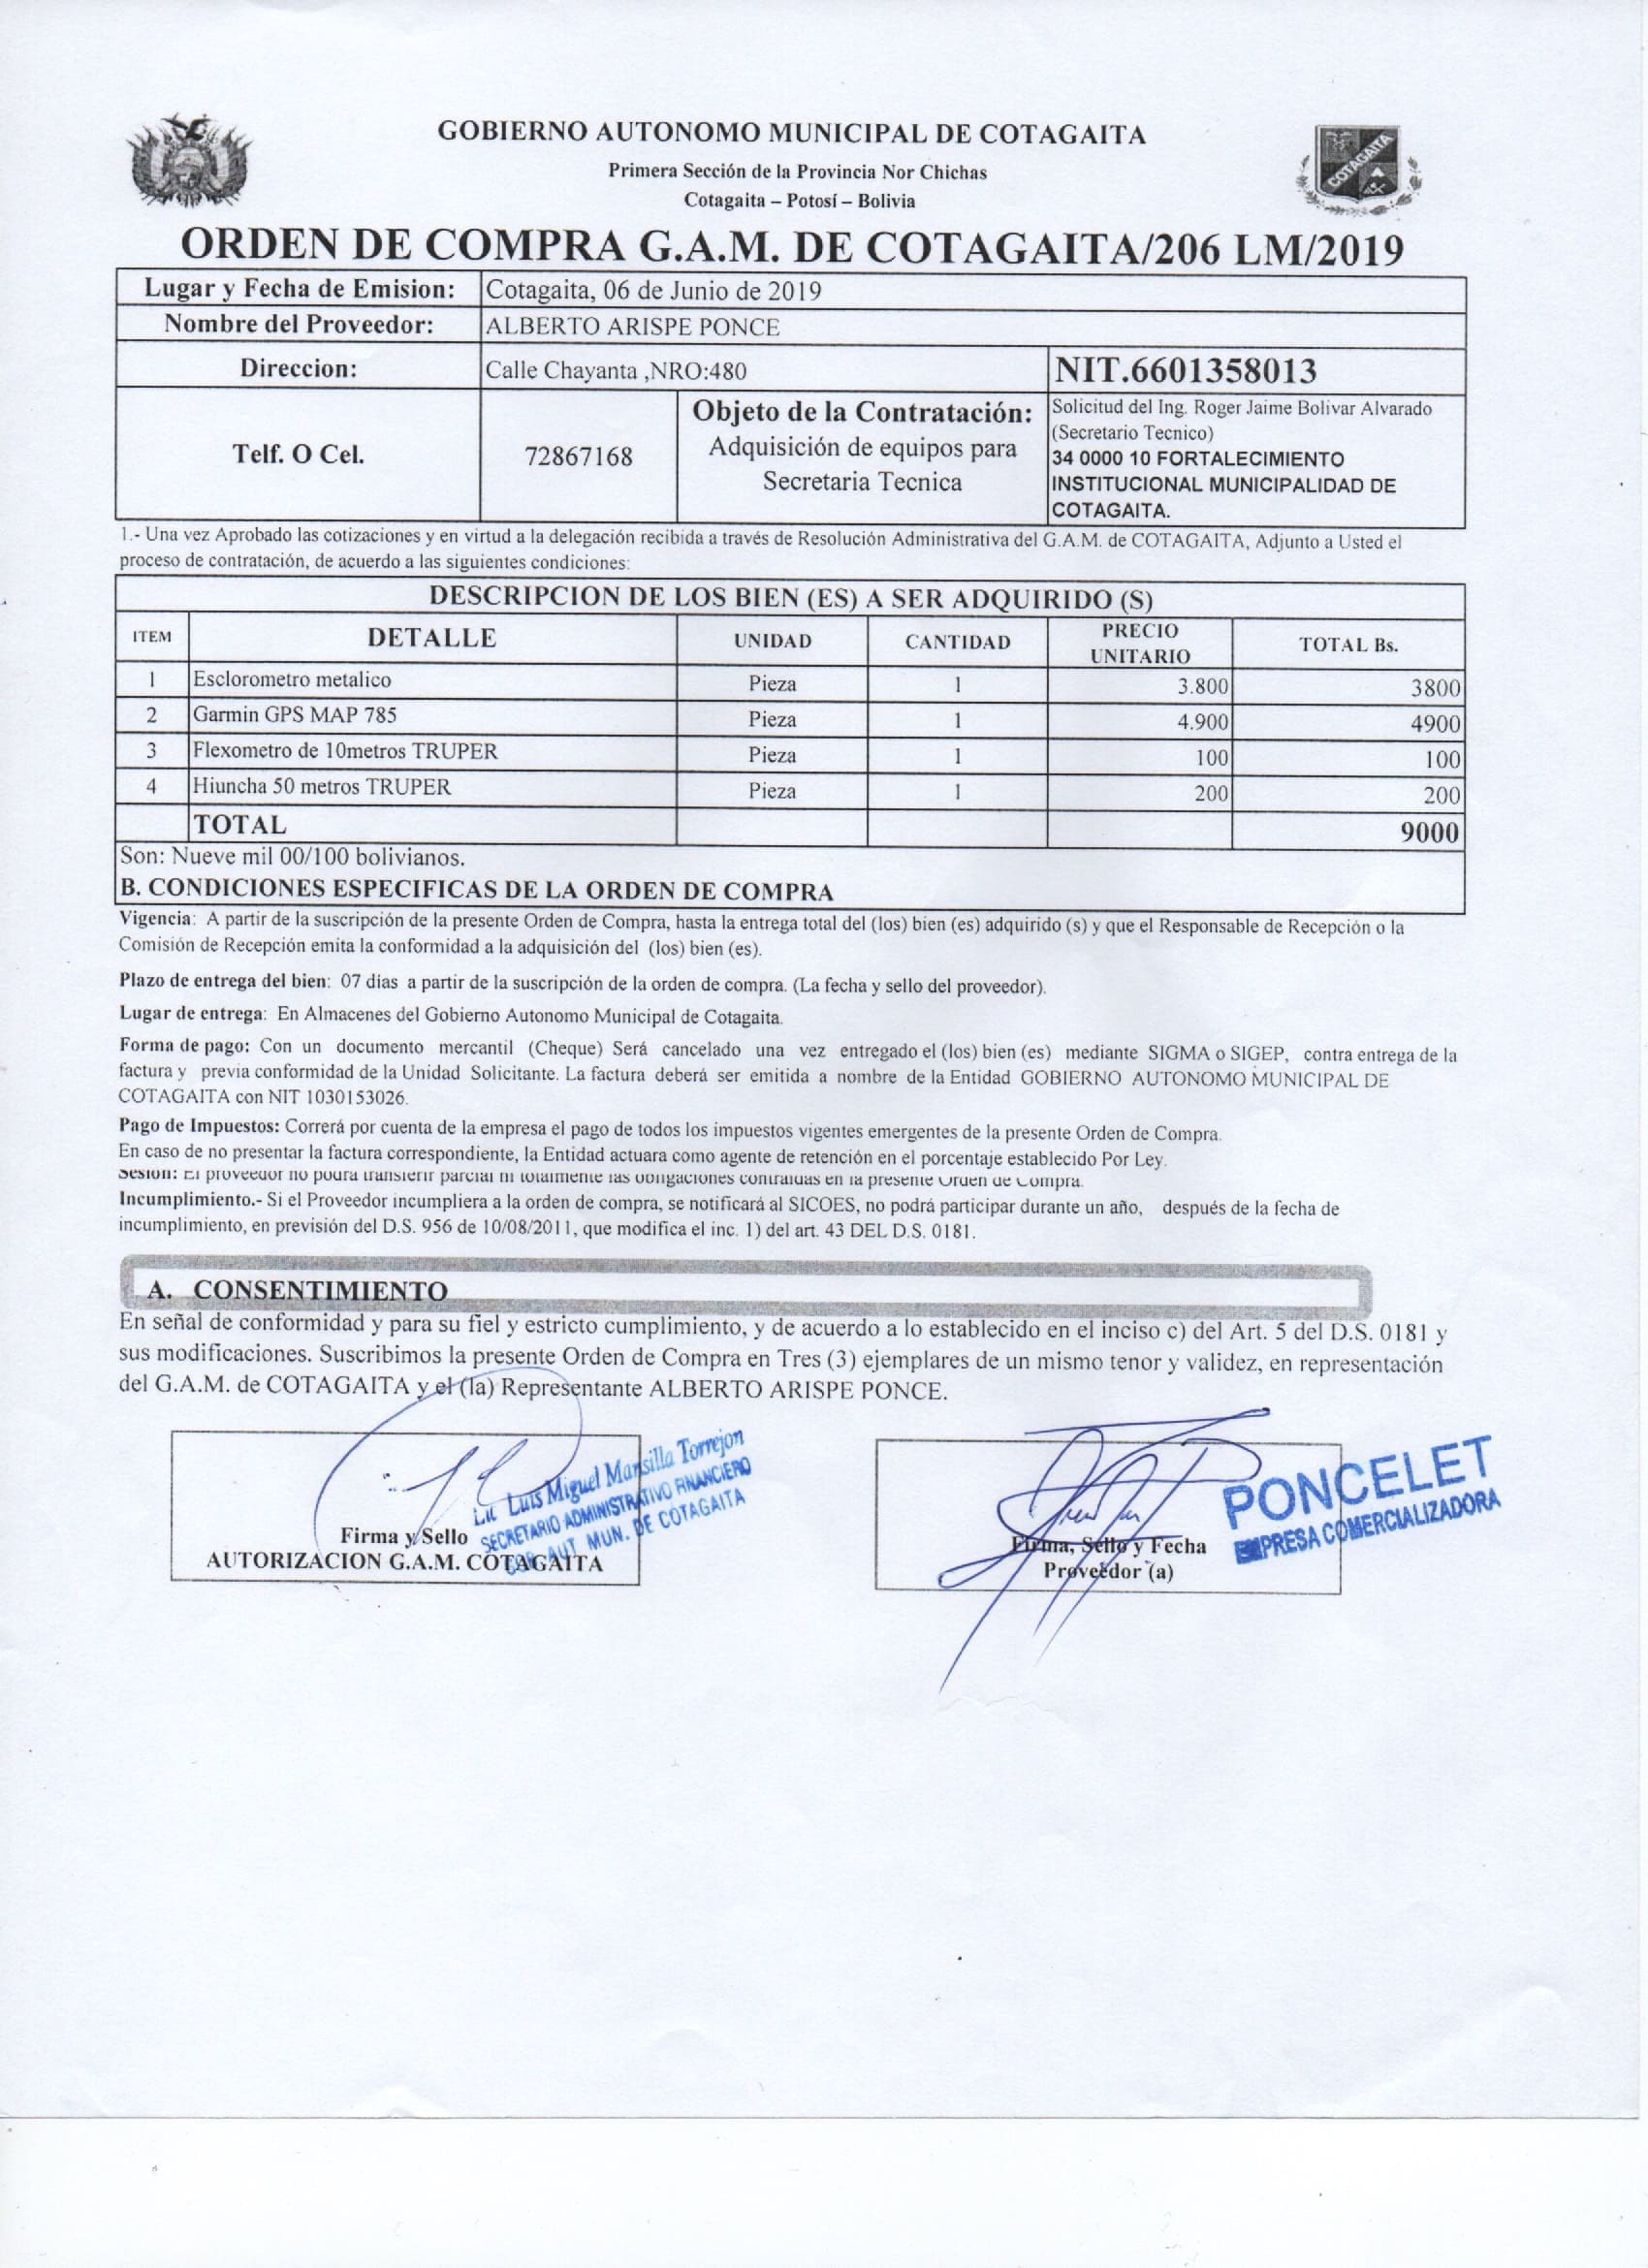 GOBIERNO AUTONOMO MUNICIPAL DE COTAGAITA
Primera Sección de la Provincia Nor Chichas
Cotagaita – Potosí – Bolivia
COTAGAITA
ORDEN DE COMPRA G.A.M. DE COTAGAITA/206 LM/2019
Lugar y Fecha de Emision: Cotagaita, 06 de Junio de 2019
Nombre del Proveedor: ALBERTO ARISPE PONCE
Direccion: Calle Chayanta ,NRO:480 NIT.6601358013
Telf. O Cel. 72867168
Objeto de la Contratación:
Adquisición de equipos para
Secretaria Tecnica
Solicitud del Ing. Roger Jaime Bolivar Alvarado
(Secretario Tecnico)
34 0000 10 FORTALECIMIENTO
INSTITUCIONAL MUNICIPALIDAD DE
COTAGAITA.
1.- Una vez Aprobado las cotizaciones y en virtud a la delegación recibida a través de Resolución Administrativa del G.A.M. de COTAGAITA, Adjunto a Usted el
proceso de contratación, de acuerdo a las siguientes condiciones:
DESCRIPCION DE LOS BIEN (ES) A SER ADQUIRIDO (S)
ITEM DETALLE UNIDAD CANTIDAD PRECIO UNITARIO TOTAL Bs.
1 Esclorometro metalico Pieza 1 3.800 3800
2 Garmin GPS MAP 785 Pieza 1 4.900 4900
3 Flexometro de 10metros TRUPER Pieza 1 100 100
4 Hiuncha 50 metros TRUPER Pieza 1 200 200
TOTAL 9000
Son: Nueve mil 00/100 bolivianos.
B. CONDICIONES ESPECIFICAS DE LA ORDEN DE COMPRA
Vigencia: A partir de la suscripción de la presente Orden de Compra, hasta la entrega total del (los) bien (es) adquirido (s) y que el Responsable de Recepción o la
Comisión de Recepción emita la conformidad a la adquisición del (los) bien (es).
Plazo de entrega del bien: 07 dias a partir de la suscripción de la orden de compra. (La fecha y sello del proveedor).
Lugar de entrega: En Almacenes del Gobierno Autonomo Municipal de Cotagaita.
Forma de pago: Con un documento mercantil (Cheque) Será cancelado una vez entregado el (los) bien (es) mediante SIGMA o SIGEP, contra entrega de la
factura y previa conformidad de la Unidad Solicitante. La factura deberá ser emitida a nombre de la Entidad GOBIERNO AUTONOMO MUNICIPAL DE
COTAGAITA con NIT 1030153026.
Pago de Impuestos: Correrá por cuenta de la empresa el pago de todos los impuestos vigentes emergentes de la presente Orden de Compra.
En caso de no presentar la factura correspondiente, la Entidad actuara como agente de retención en el porcentaje establecido Por Ley.
Sesion: El proveedor no podra transferir parcial ni totalmente las obligaciones contraidas en la presente Orden de Compra.
Incumplimiento.- Si el Proveedor incumpliera a la orden de compra, se notificará al SICOES, no podrá participar durante un año, después de la fecha de
incumplimiento, en previsión del D.S. 956 de 10/08/2011, que modifica el inc. 1) del art. 43 DEL D.S. 0181.
A. CONSENTIMIENTO
En señal de conformidad y para su fiel y estricto cumplimiento, y de acuerdo a lo establecido en el inciso c) del Art. 5 del D.S. 0181 y
sus modificaciones. Suscribimos la presente Orden de Compra en Tres (3) ejemplares de un mismo tenor y validez, en representación
del G.A.M. de COTAGAITA y el (la) Representante ALBERTO ARISPE PONCE.
Lic. Luis Miguel Mansilla Torrejon
SECRETARIO ADMINISTRATIVO FINANCIERO
GOB. AUT. MUN. DE COTAGAITA
Firma y Sello
AUTORIZACION G.A.M. COTAGAITA
PONCELET
EMPRESA COMERCIALIZADORA
Firma, Sello y Fecha
Proveedor (a)